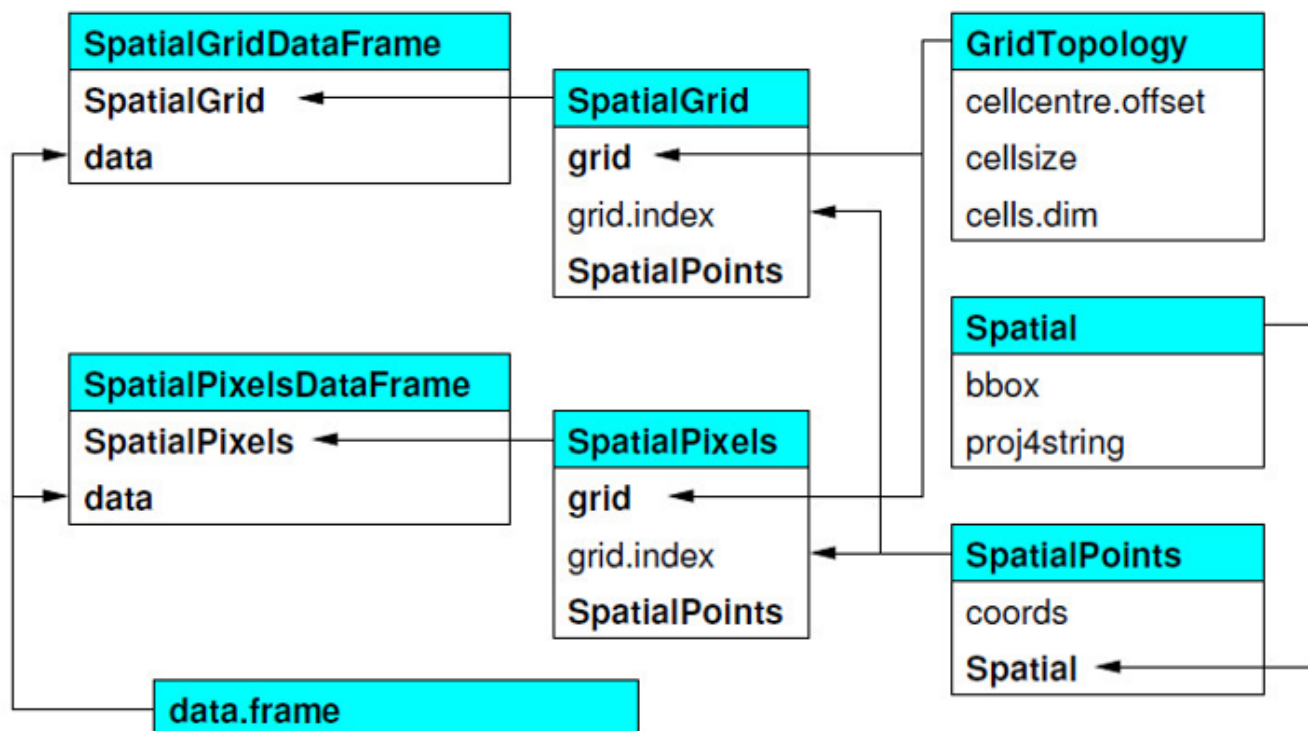 SpatialGridDataFrame
SpatialGrid
data
SpatialGrid
grid
grid.index
SpatialPoints
GridTopology
cellcentre.offset
cellsize
cells.dim
SpatialPixelsDataFrame
SpatialPixels
data
SpatialPixels
grid
grid.index
SpatialPoints
Spatial
bbox
proj4string
SpatialPoints
coords
Spatial
data.frame